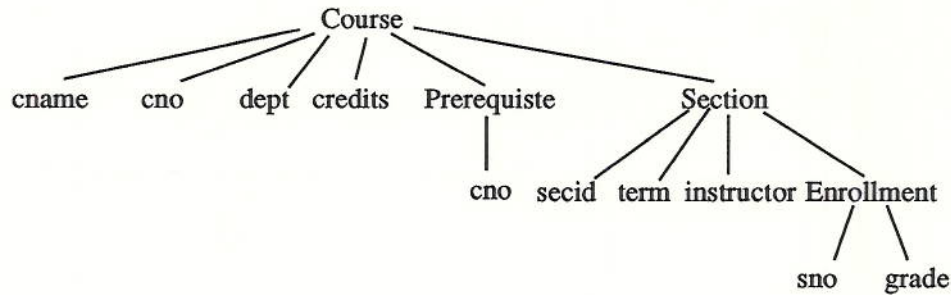 Course
cname cno dept credits Prerequiste Section
cno secid term instructor Enrollment
sno grade